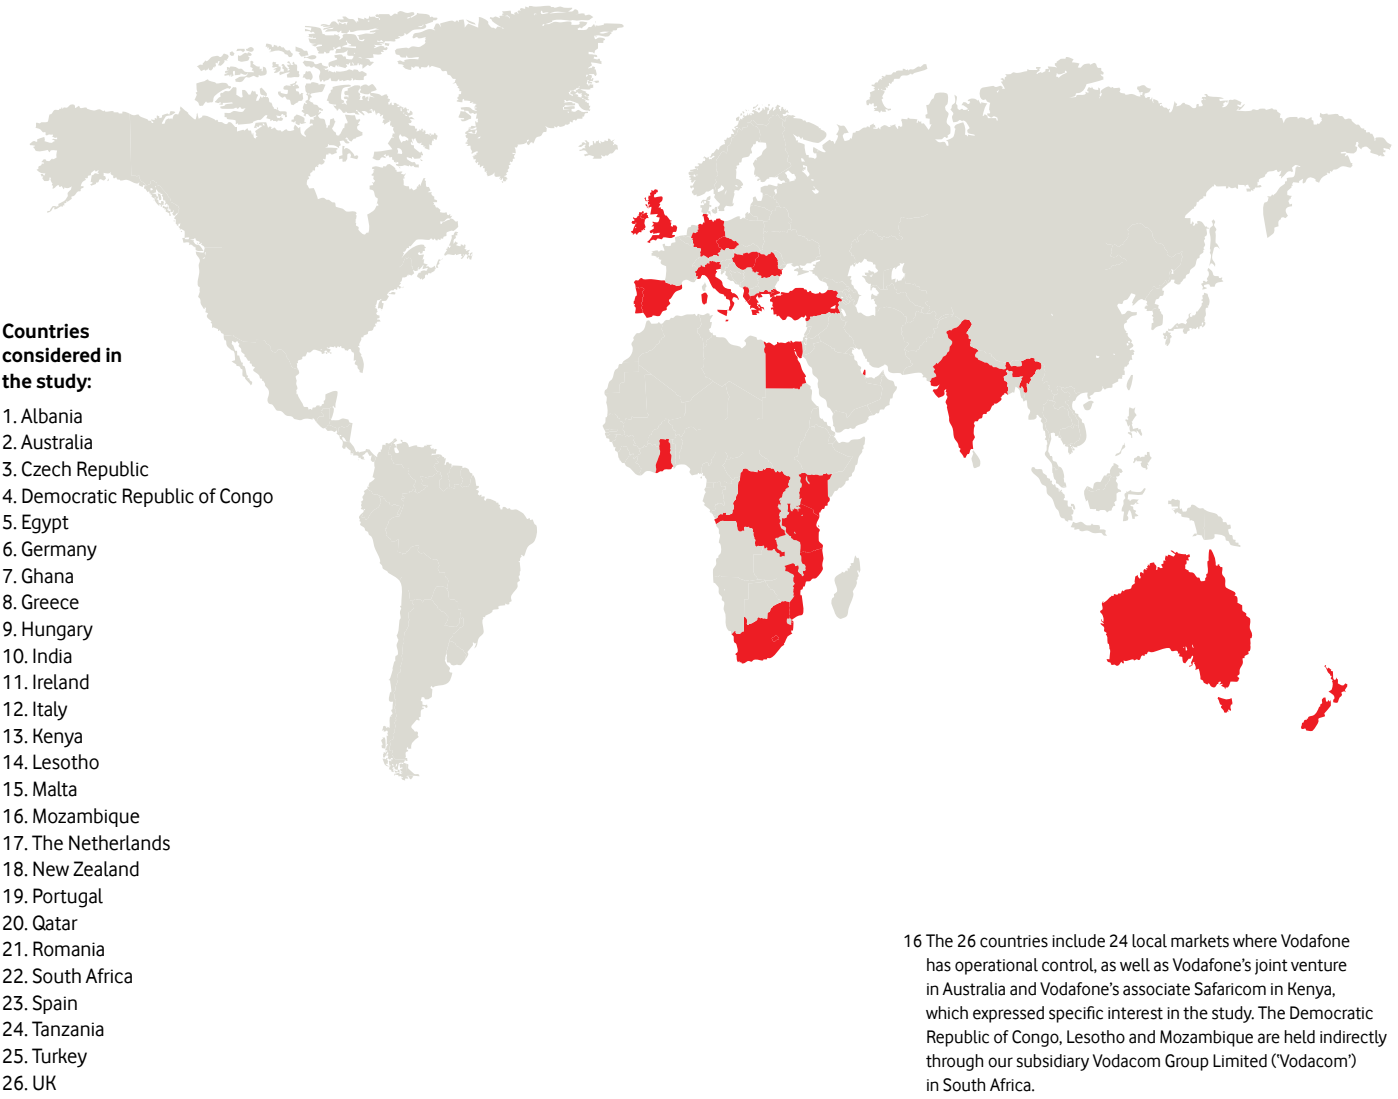 Countries
considered in
the study:
1. Albania
2. Australia
3. Czech Republic
4. Democratic Republic of Congo
5. Egypt
6. Germany
7. Ghana
8. Greece
9. Hungary
10. India
11. Ireland
12. Italy
13. Kenya
14. Lesotho
15. Malta
16. Mozambique
17. The Netherlands
18. New Zealand
19. Portugal
20. Qatar
21. Romania
22. South Africa
23. Spain
24. Tanzania
25. Turkey
26. UK
16 The 26 countries include 24 local markets where Vodafone
has operational control, as well as Vodafone’s joint venture
in Australia and Vodafone’s associate Safaricom in Kenya,
which expressed specific interest in the study. The Democratic
Republic of Congo, Lesotho and Mozambique are held indirectly
through our subsidiary Vodacom Group Limited (‘Vodacom’)
in South Africa.